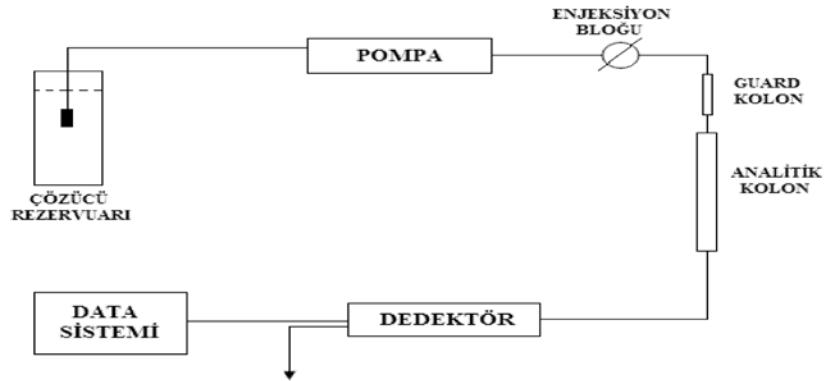 ENJEKSİYON
BLOĞU
POMPA
GUARD
KOLON
ANALİTİK
KOLON
ÇÖZÜCÜ
REZERVUARI
DATA
SİSTEMİ
DEDEKTÖR